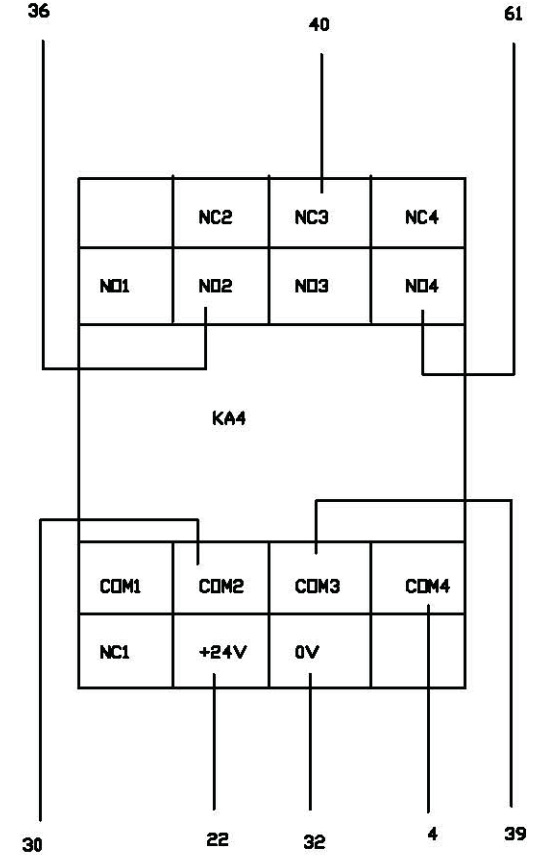 36 40 61
NC2 NC3 NC4
NO1 NO2 NO3 NO4
KA4
COM1 COM2 COM3 COM4
NC1 +24V 0V
30 22 32 4 39